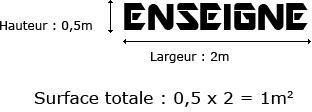 ENSEIGNE
Hauteur : 0,5m
Largeur : 2m
Surface totale : 0,5 x 2 = 1m²